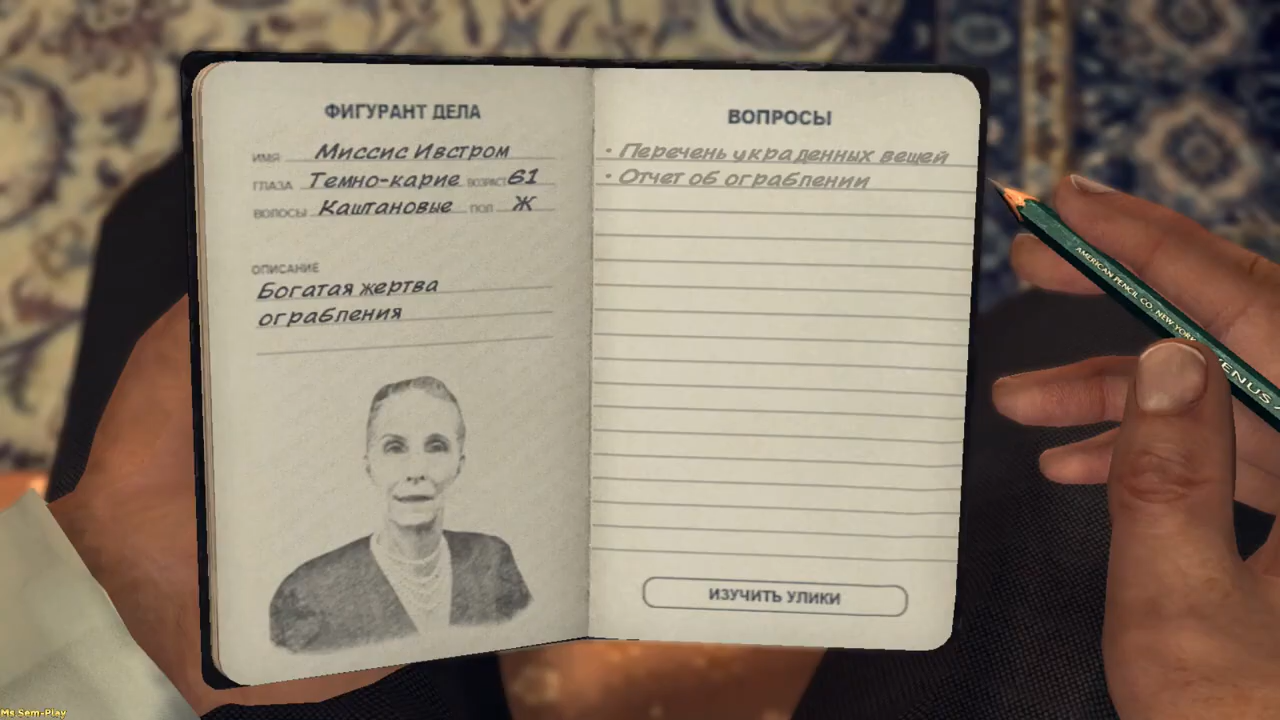 ФИГУРАНТ ДЕЛА
ИМЯ Миссис Ивстром
ГЛАЗА Темно-карие ВОЗРАСТ 61
ВОЛОСЫ Каштановые ПОЛ Ж
ОПИСАНИЕ
Богатая жертва
ограбления
ВОПРОСЫ
• Перечень украденных вещей
• Отчет об ограблении
ИЗУЧИТЬ УЛИКИ
AMERICAN PENCIL CO. NEW YORK
VENUS
Ms.Sem-Play